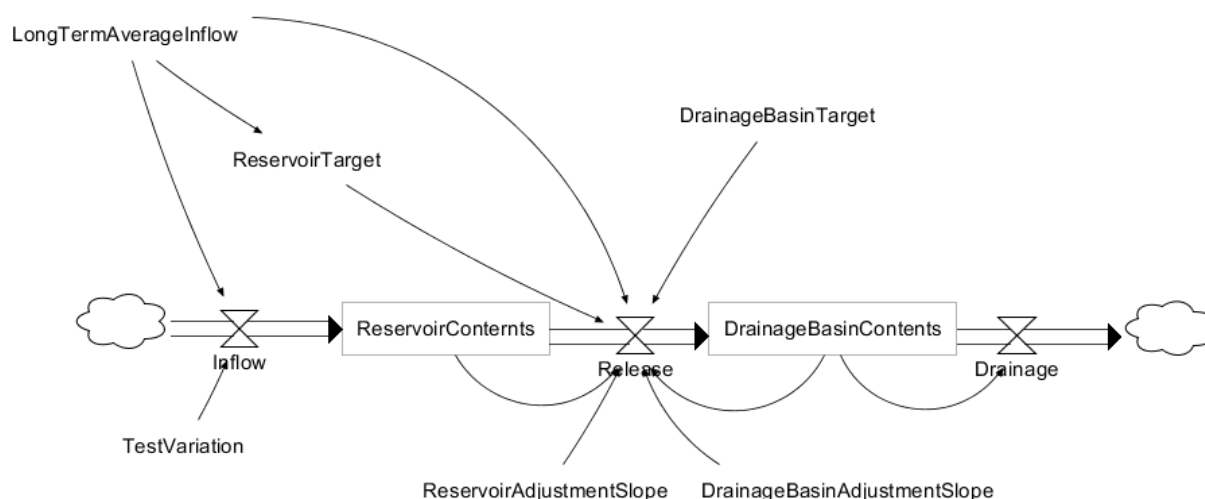 LongTermAverageInflow
DrainageBasinTarget
ReservoirTarget
ReservoirConternts
DrainageBasinContents
Inflow
Release
Drainage
TestVariation
ReservoirAdjustmentSlope
DrainageBasinAdjustmentSlope